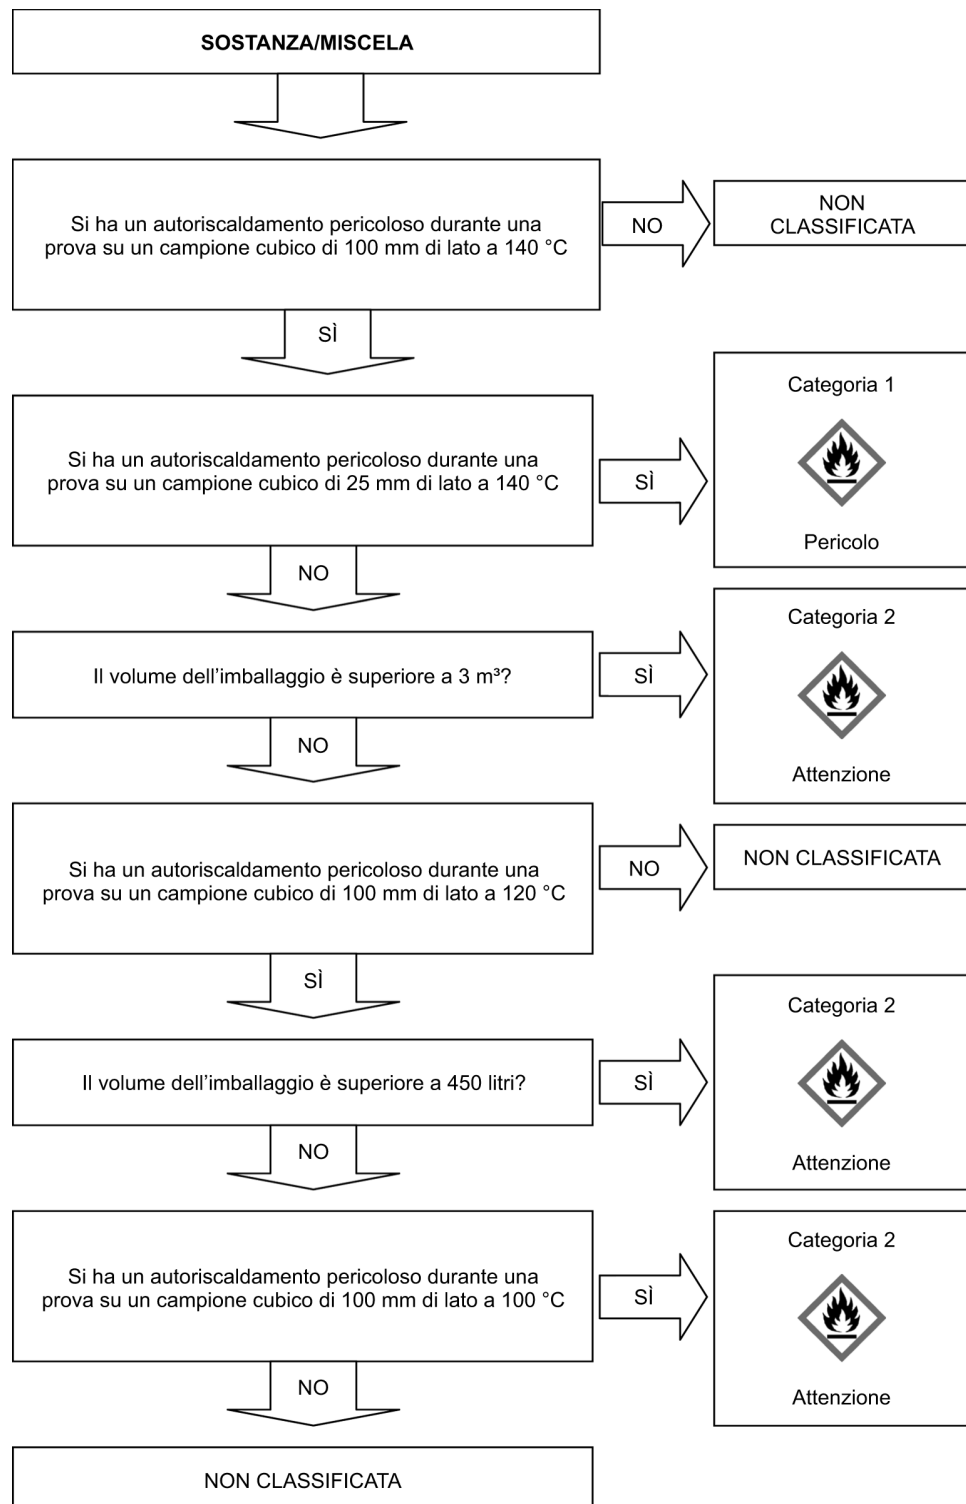 SOSTANZA/MISCELA
Si ha un autoriscaldamento pericoloso durante una
prova su un campione cubico di 100 mm di lato a 140 °C
NO
NON
CLASSIFICATA
SÌ
Si ha un autoriscaldamento pericoloso durante una
prova su un campione cubico di 25 mm di lato a 140 °C
SÌ
Categoria 1
Pericolo
NO
Il volume dell’imballaggio è superiore a 3 m³?
SÌ
Categoria 2
Attenzione
NO
Si ha un autoriscaldamento pericoloso durante una
prova su un campione cubico di 100 mm di lato a 120 °C
NO
NON CLASSIFICATA
SÌ
Il volume dell’imballaggio è superiore a 450 litri?
SÌ
Categoria 2
Attenzione
NO
Si ha un autoriscaldamento pericoloso durante una
prova su un campione cubico di 100 mm di lato a 100 °C
SÌ
Categoria 2
Attenzione
NO
NON CLASSIFICATA